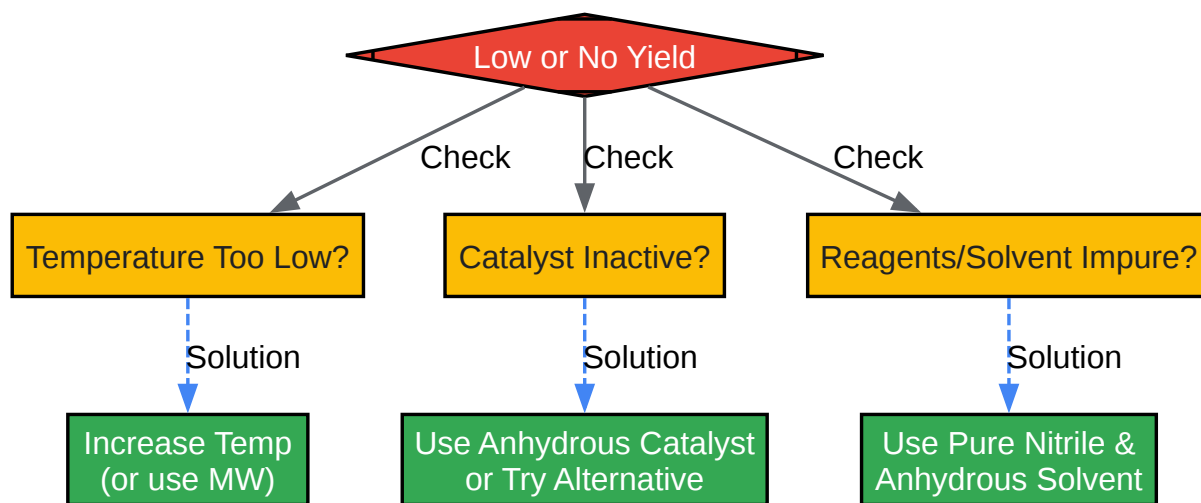 Low or No Yield
Check
Check
Check
Temperature Too Low?
Catalyst Inactive?
Reagents/Solvent Impure?
Solution
Solution
Solution
Increase Temp
(or use MW)
Use Anhydrous Catalyst
or Try Alternative
Use Pure Nitrile &
Anhydrous Solvent